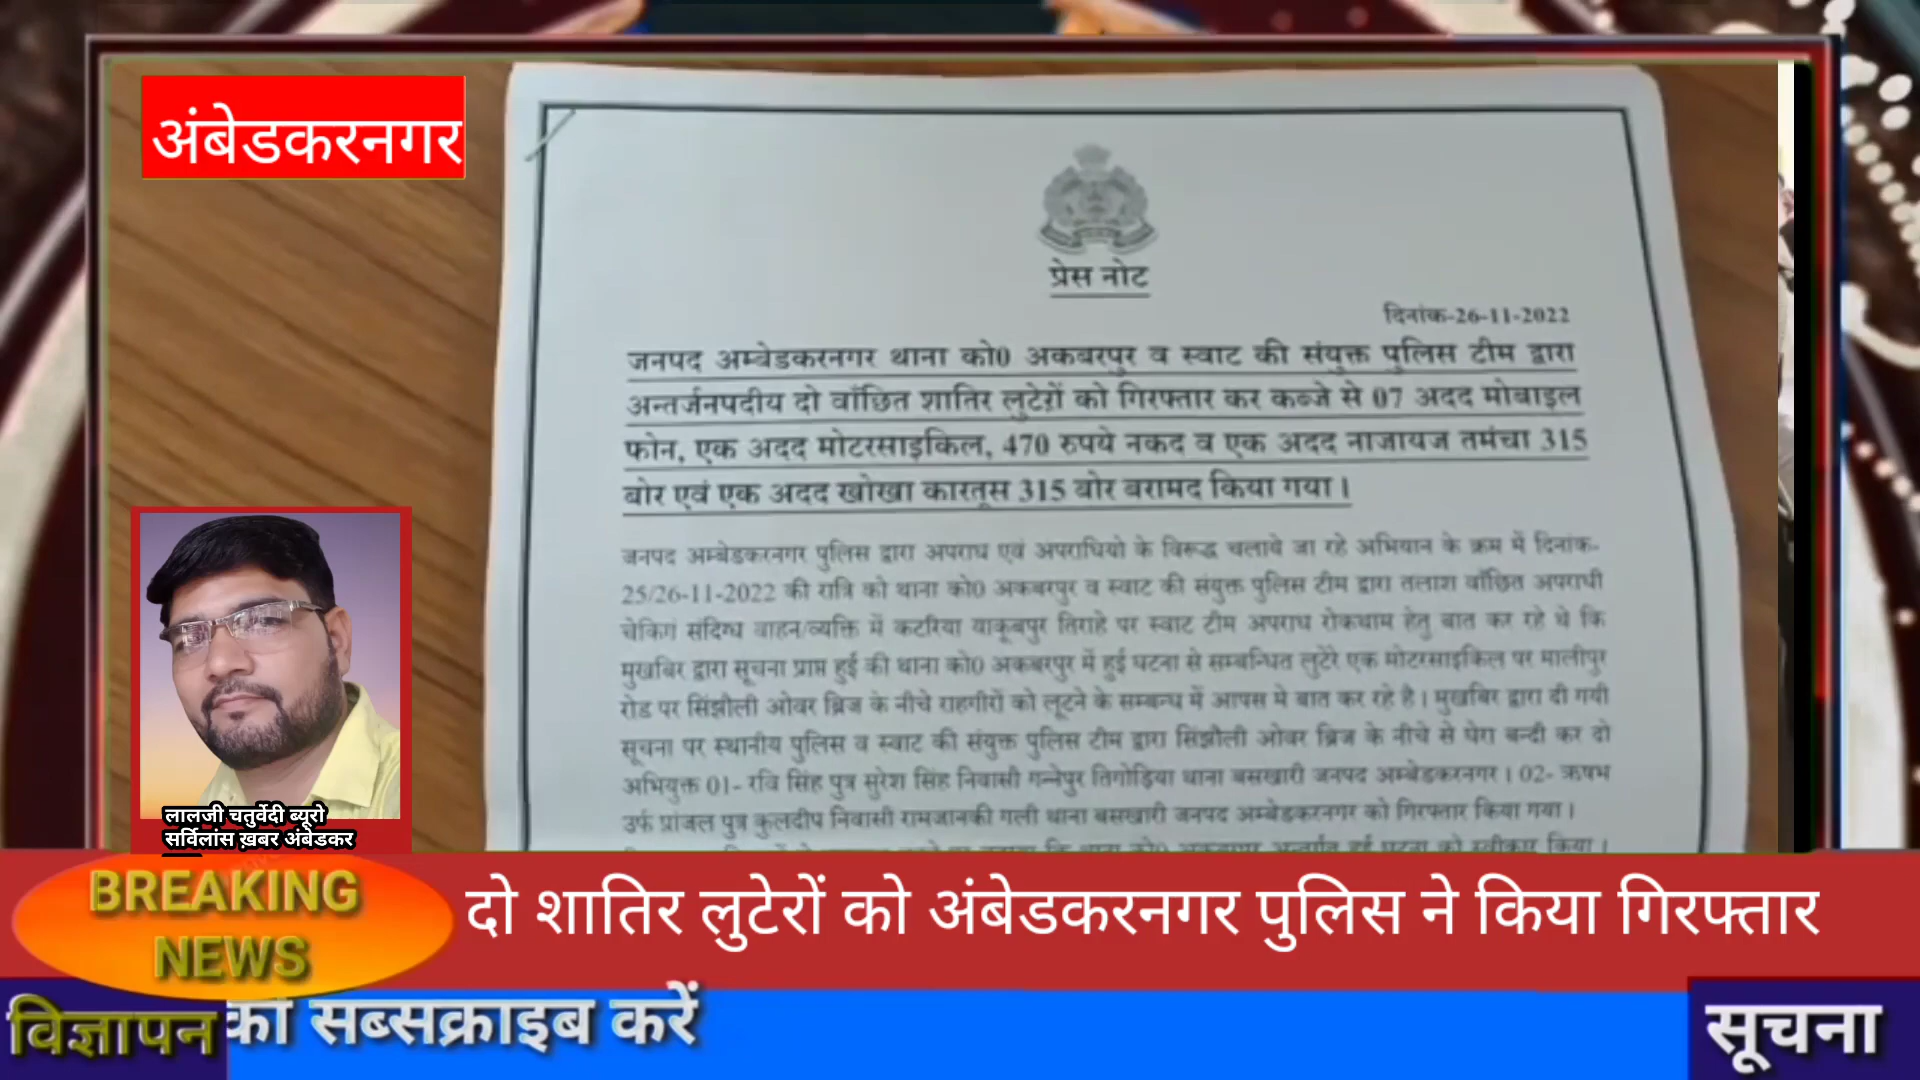 अंबेडकरनगर
प्रेस नोट
दिनांक-26-11-2022
जनपद अम्बेडकरनगर थाना को0 अकबरपुर व स्वाट की संयुक्त पुलिस टीम द्वारा
अन्तर्जनपदीय दो वाँछित शातिर लुटेरों को गिरफ्तार कर कब्जे से 07 अदद मोबाइल
फोन, एक अदद मोटरसाइकिल, 470 रुपये नकद व एक अदद नाजायज तमंचा 315
बोर एवं एक अदद खोखा कारतूस 315 बोर बरामद किया गया।
जनपद अम्बेडकरनगर पुलिस द्वारा अपराध एवं अपराधियो के विरूद्ध चलाये जा रहे अभियान के क्रम में दिनांक-
25/26-11-2022 की रात्रि को थाना को0 अकबरपुर व स्वाट की संयुक्त पुलिस टीम द्वारा तलाश वाँछित अपराधी
चेकिगं संदिग्ध वाहन/व्यक्ति में कटरिया याकूबपुर तिराहे पर स्वाट टीम अपराध रोकथाम हेतु बात कर रहे थे कि
मुखबिर द्वारा सूचना प्राप्त हुई की थाना को0 अकबरपुर में हुई घटना से सम्बन्धित लुटेरे एक मोटरसाइकिल पर मालीपुर
रोड पर सिंझौली ओवर ब्रिज के नीचे राहगीरों को लूटने के सम्बन्ध में आपस मे बात कर रहे है। मुखबिर द्वारा दी गयी
सूचना पर स्थानीय पुलिस व स्वाट की संयुक्त पुलिस टीम द्वारा सिंझौली ओवर ब्रिज के नीचे से घेरा बन्दी कर दो
अभियुक्त 01- रवि सिंह पुत्र सुरेश सिंह निवासी गन्नेपुर तिगोड़िया थाना बसखारी जनपद अम्बेडकरनगर। 02- ऋषभ
उर्फ प्रांजल पुत्र कुलदीप निवासी रामजानकी गली थाना बसखारी जनपद अम्बेडकरनगर को गिरफ्तार किया गया।
कि थाना को0 अकबरपुर अन्तर्गत हुई घटना को स्वीकार किया।
लालजी चतुर्वेदी ब्यूरो
सर्विलांस ख़बर अंबेडकर
BREAKING
NEWS
दो शातिर लुटेरों को अंबेडकरनगर पुलिस ने किया गिरफ्तार
विज्ञापन
को सब्सक्राइब करें
सूचना